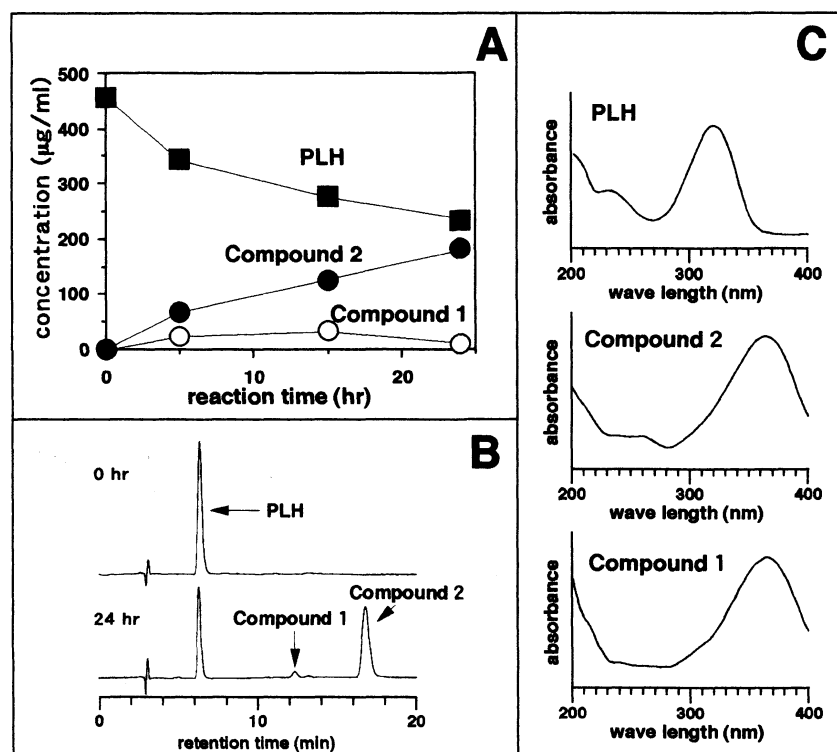 A
500
400
300
200
100
0
concentration (μg/ml)
PLH
Compound 2
Compound 1
0 10 20
reaction time (hr)
B
0 hr
PLH
24 hr
Compound 1
Compound 2
0 10 20
retention time (min)
C
PLH
absorbance
200 300 400
wave length (nm)
Compound 2
absorbance
200 300 400
wave length (nm)
Compound 1
absorbance
200 300 400
wave length (nm)